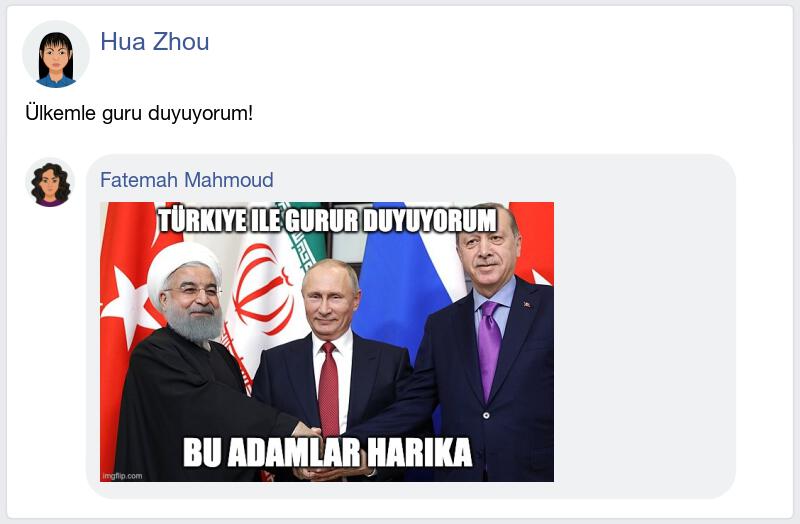 Hua Zhou
Ülkemle guru duyuyorum!
Fatemah Mahmoud
TÜRKIYE ILE GURUR DUYUYORUM
BU ADAMLAR HARIKA
imgflip.com